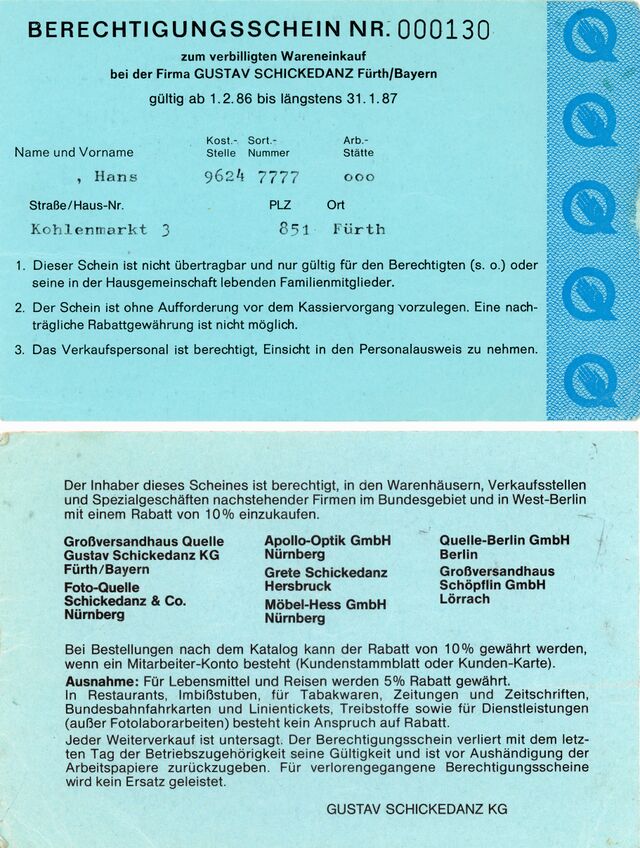 BERECHTIGUNGSSCHEIN NR. 000130
zum verbilligten Wareneinkauf
bei der Firma GUSTAV SCHICKEDANZ Fürth/Bayern
gültig ab 1.2.86 bis längstens 31.1.87
Kost.- Sort.- Arb.-
Name und Vorname Stelle Nummer Stätte
, Hans 9624 7777 ooo
Straße/Haus-Nr. PLZ Ort
Kohlenmarkt 3 851 Fürth
1. Dieser Schein ist nicht übertragbar und nur gültig für den Berechtigten (s. o.) oder
seine in der Hausgemeinschaft lebenden Familienmitglieder.
2. Der Schein ist ohne Aufforderung vor dem Kassiervorgang vorzulegen. Eine nach-
trägliche Rabattgewährung ist nicht möglich.
3. Das Verkaufspersonal ist berechtigt, Einsicht in den Personalausweis zu nehmen.
Der Inhaber dieses Scheines ist berechtigt, in den Warenhäusern, Verkaufsstellen
und Spezialgeschäften nachstehender Firmen im Bundesgebiet und in West-Berlin
mit einem Rabatt von 10% einzukaufen.
Großversandhaus Quelle
Gustav Schickedanz KG
Fürth/Bayern
Foto-Quelle
Schickedanz & Co.
Nürnberg
Apollo-Optik GmbH
Nürnberg
Grete Schickedanz
Hersbruck
Möbel-Hess GmbH
Nürnberg
Quelle-Berlin GmbH
Berlin
Großversandhaus
Schöpflin GmbH
Lörrach
Bei Bestellungen nach dem Katalog kann der Rabatt von 10% gewährt werden,
wenn ein Mitarbeiter-Konto besteht (Kundenstammblatt oder Kunden-Karte).
Ausnahme: Für Lebensmittel und Reisen werden 5% Rabatt gewährt.
In Restaurants, Imbißstuben, für Tabakwaren, Zeitungen und Zeitschriften,
Bundesbahnfahrkarten und Linientickets, Treibstoffe sowie für Dienstleistungen
(außer Fotolaborarbeiten) besteht kein Anspruch auf Rabatt.
Jeder Weiterverkauf ist untersagt. Der Berechtigungsschein verliert mit dem letz-
ten Tag der Betriebszugehörigkeit seine Gültigkeit und ist vor Aushändigung der
Arbeitspapiere zurückzugeben. Für verlorengegangene Berechtigungsscheine
wird kein Ersatz geleistet.
GUSTAV SCHICKEDANZ KG